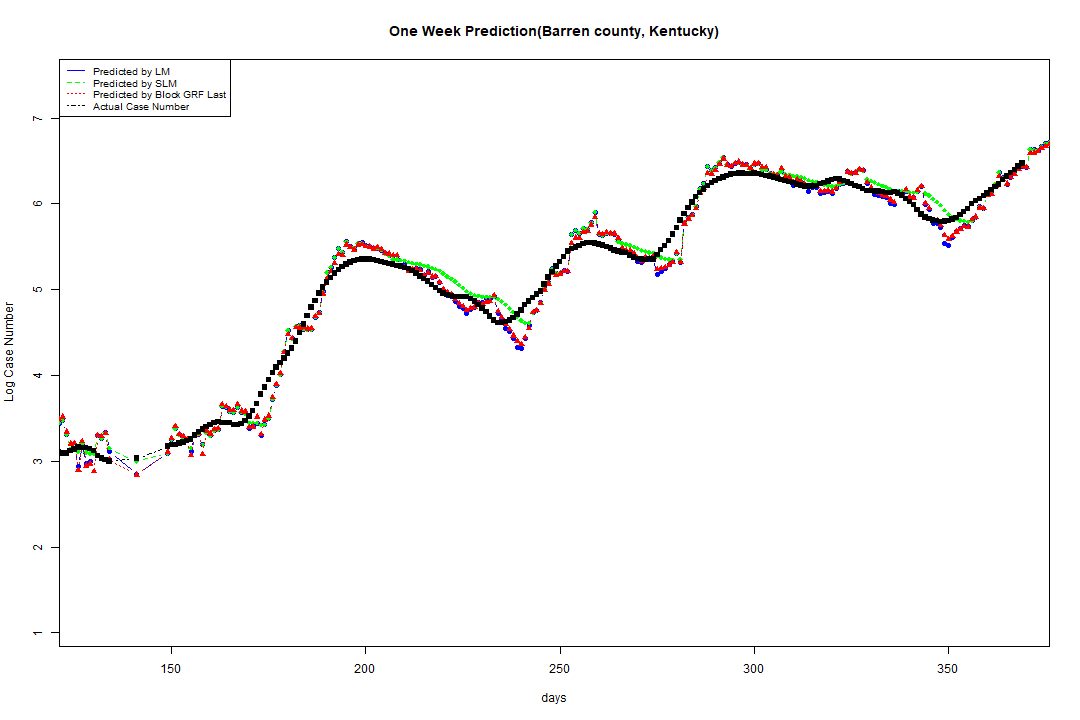 One Week Prediction(Barren county, Kentucky)
Predicted by LM
Predicted by SLM
Predicted by Block GRF Last
Actual Case Number
Log Case Number
7
6
5
4
3
2
1
150 200 250 300 350
days